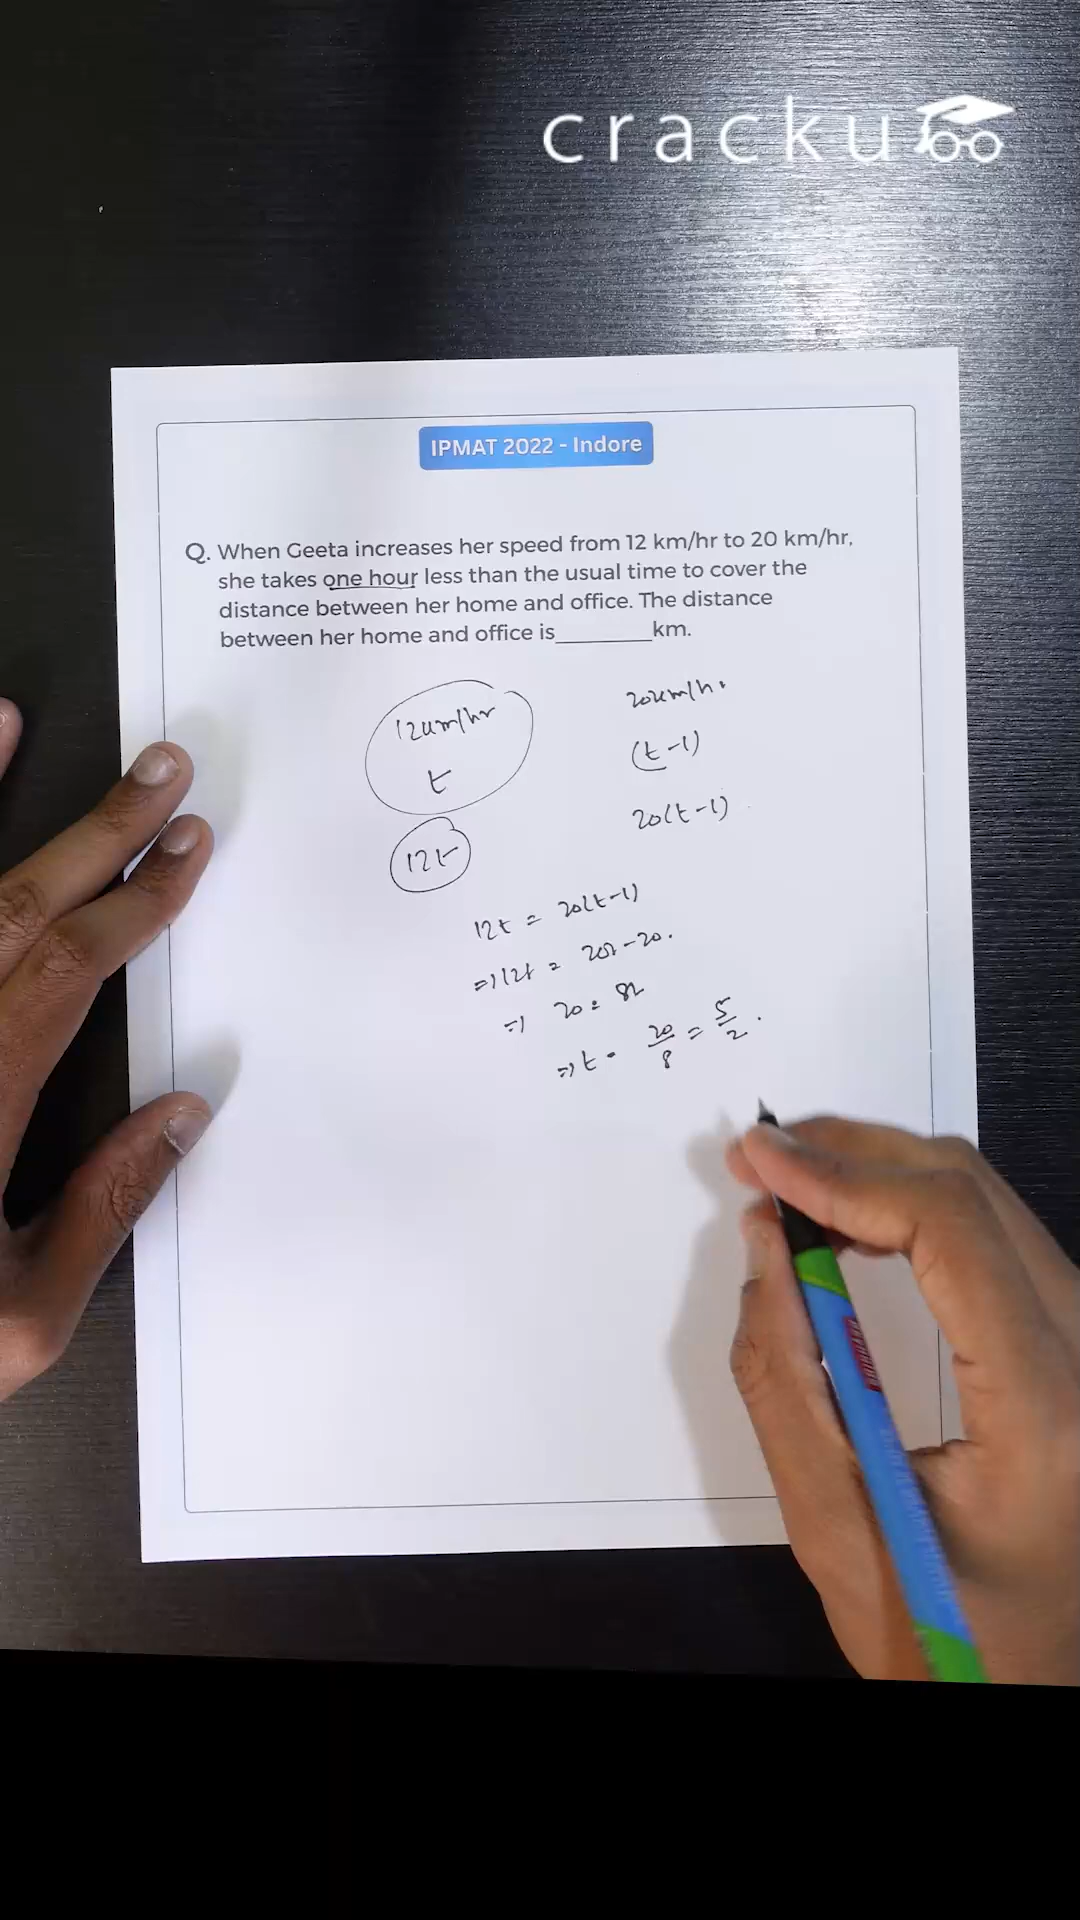 cracku
IPMAT 2022 - Indore
Q. When Geeta increases her speed from 12 km/hr to 20 km/hr,
she takes one hour less than the usual time to cover the
distance between her home and office. The distance
between her home and office is________km.
12km/hr
20km/hr
t
(t-1)
12t
20(t-1)
12t = 20(t-1)
=> 12t = 20t-20.
=> 20 = 8t
=> t = 20/8 = 5/2.